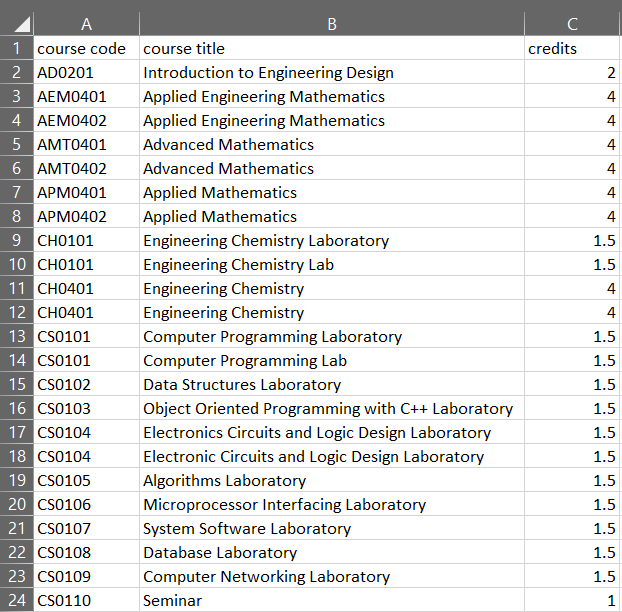 A B C
1 course code course title credits
2 AD0201 Introduction to Engineering Design 2
3 AEM0401 Applied Engineering Mathematics 4
4 AEM0402 Applied Engineering Mathematics 4
5 AMT0401 Advanced Mathematics 4
6 AMT0402 Advanced Mathematics 4
7 APM0401 Applied Mathematics 4
8 APM0402 Applied Mathematics 4
9 CH0101 Engineering Chemistry Laboratory 1.5
10 CH0101 Engineering Chemistry Lab 1.5
11 CH0401 Engineering Chemistry 4
12 CH0401 Engineering Chemistry 4
13 CS0101 Computer Programming Laboratory 1.5
14 CS0101 Computer Programming Lab 1.5
15 CS0102 Data Structures Laboratory 1.5
16 CS0103 Object Oriented Programming with C++ Laboratory 1.5
17 CS0104 Electronics Circuits and Logic Design Laboratory 1.5
18 CS0104 Electronic Circuits and Logic Design Laboratory 1.5
19 CS0105 Algorithms Laboratory 1.5
20 CS0106 Microprocessor Interfacing Laboratory 1.5
21 CS0107 System Software Laboratory 1.5
22 CS0108 Database Laboratory 1.5
23 CS0109 Computer Networking Laboratory 1.5
24 CS0110 Seminar 1